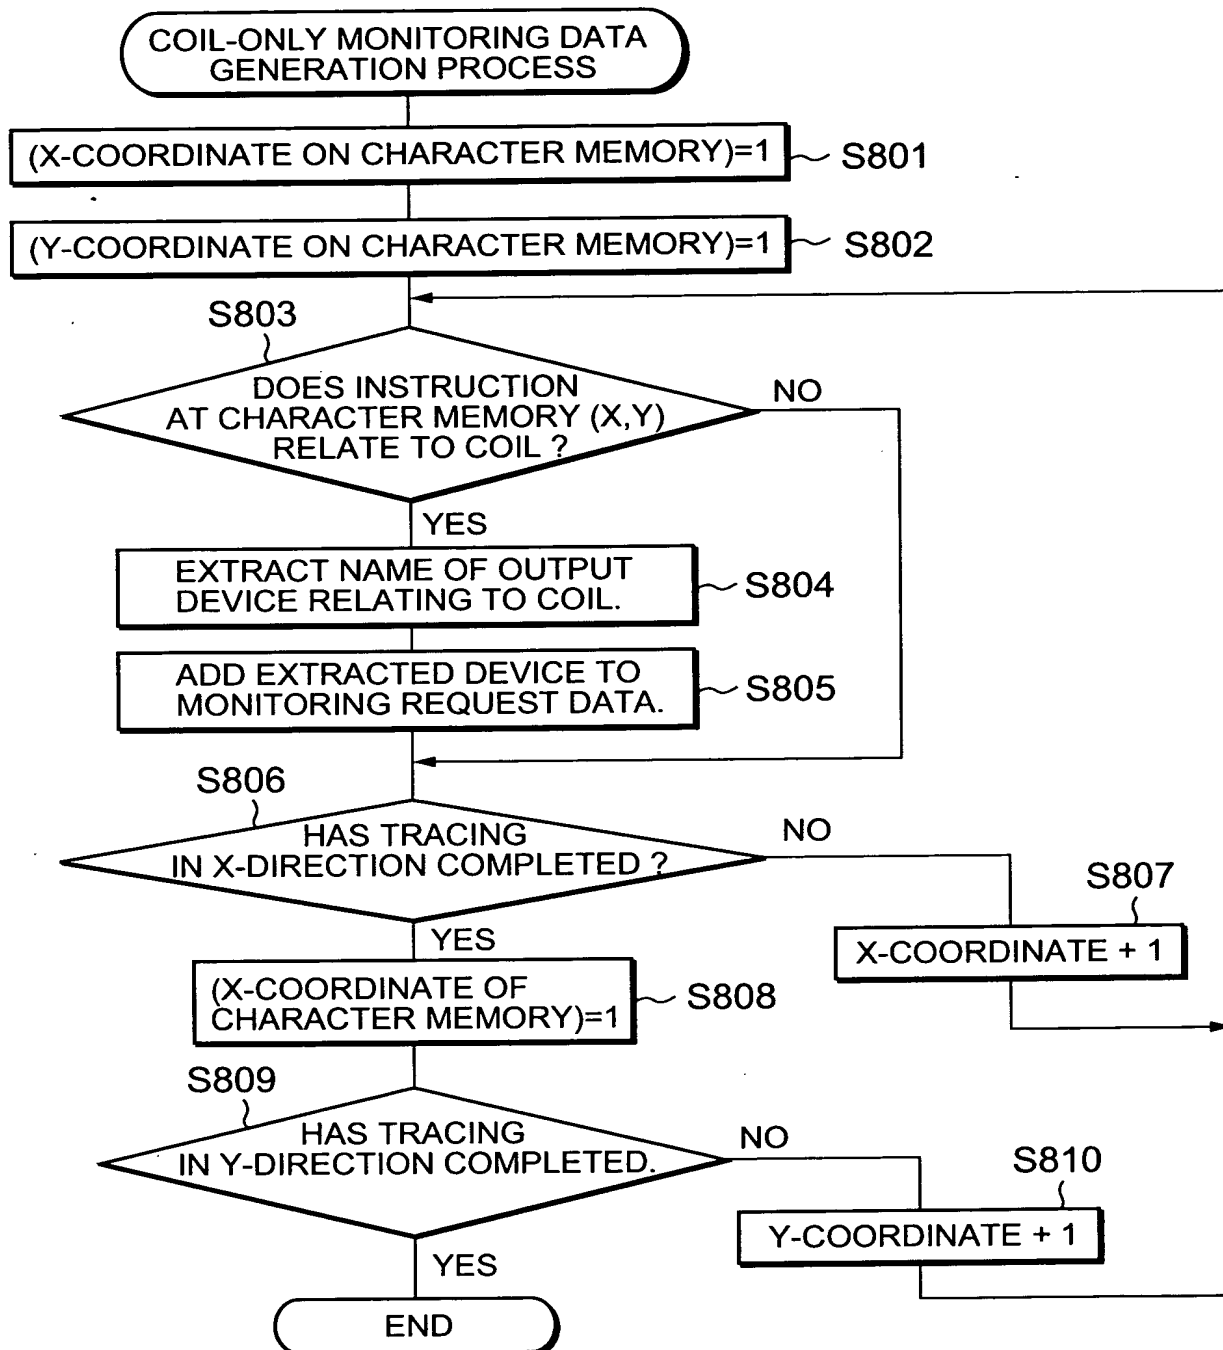 COIL-ONLY MONITORING DATA
GENERATION PROCESS
(X-COORDINATE ON CHARACTER MEMORY)=1
S801
(Y-COORDINATE ON CHARACTER MEMORY)=1
S802
S803
DOES INSTRUCTION
AT CHARACTER MEMORY (X,Y)
RELATE TO COIL ?
NO
YES
EXTRACT NAME OF OUTPUT
DEVICE RELATING TO COIL.
S804
ADD EXTRACTED DEVICE TO
MONITORING REQUEST DATA.
S805
S806
HAS TRACING
IN X-DIRECTION COMPLETED ?
NO
S807
X-COORDINATE + 1
YES
(X-COORDINATE OF
CHARACTER MEMORY)=1
S808
S809
HAS TRACING
IN Y-DIRECTION COMPLETED.
NO
S810
Y-COORDINATE + 1
YES
END